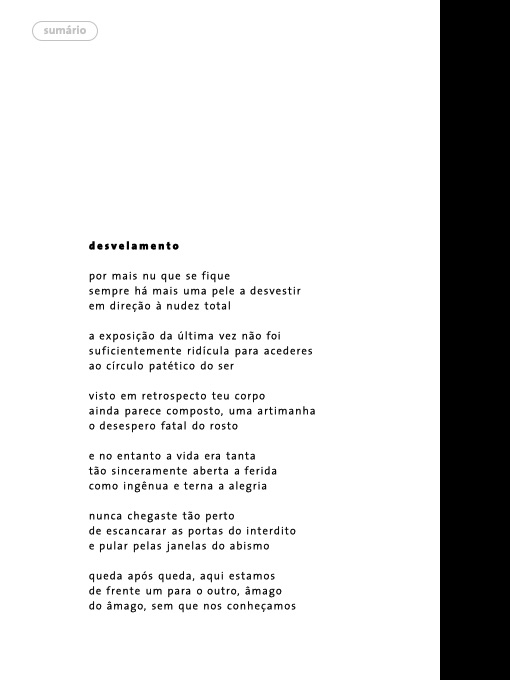 sumário
desvelamento
por mais nu que se fique
sempre há mais uma pele a desvestir
em direção à nudez total
a exposição da última vez não foi
suficientemente ridícula para acederes
ao círculo patético do ser
visto em retrospecto teu corpo
ainda parece composto, uma artimanha
o desespero fatal do rosto
e no entanto a vida era tanta
tão sinceramente aberta a ferida
como ingênua e terna a alegria
nunca chegaste tão perto
de escancarar as portas do interdito
e pular pelas janelas do abismo
queda após queda, aqui estamos
de frente um para o outro, âmago
do âmago, sem que nos conheçamos